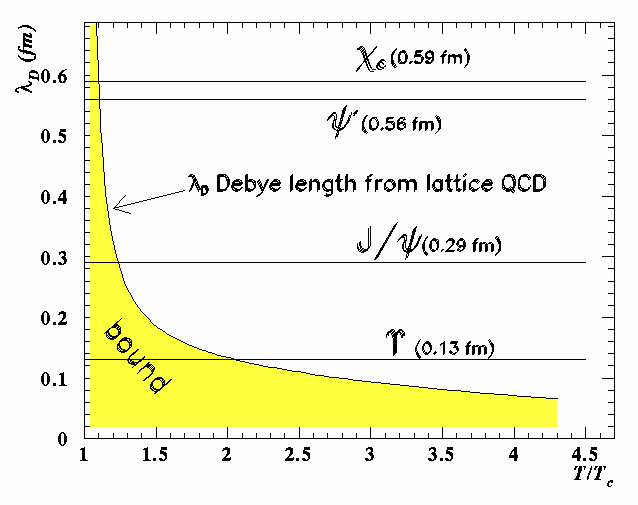 λD (fm)
0.6
0.5
0.4
0.3
0.2
0.1
0
χc (0.59 fm)
ψ′ (0.56 fm)
λD Debye length from lattice QCD
J/ψ (0.29 fm)
ϒ (0.13 fm)
bound
1 1.5 2 2.5 3 3.5 4 4.5
T/Tc